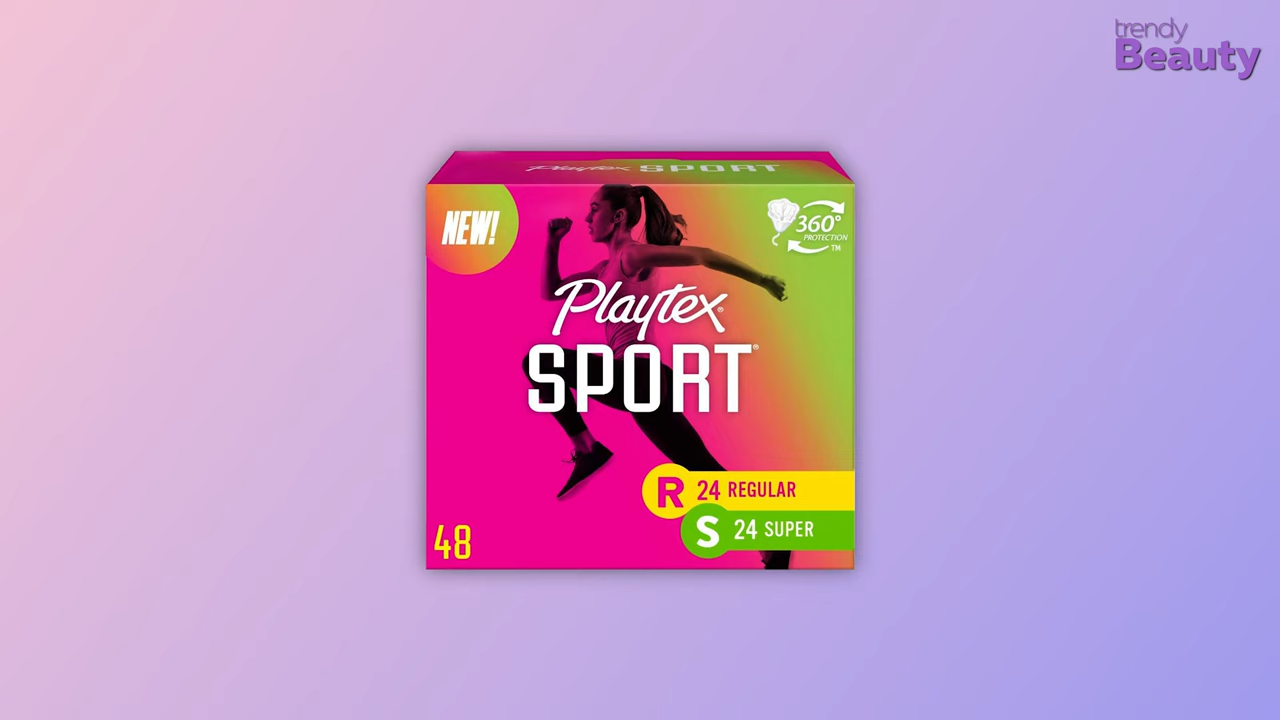 trendy
Beauty
Playtex SPORT
NEW!
360°
PROTECTION
TM
Playtex®
SPORT®
R 24 REGULAR
S 24 SUPER
48